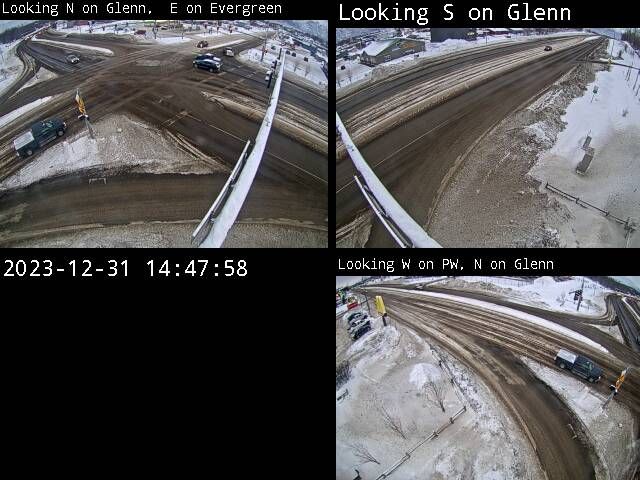 Looking N on Glenn,  E on Evergreen
Looking S on Glenn
2023-12-31 14:47:58
Looking W on PW, N on Glenn